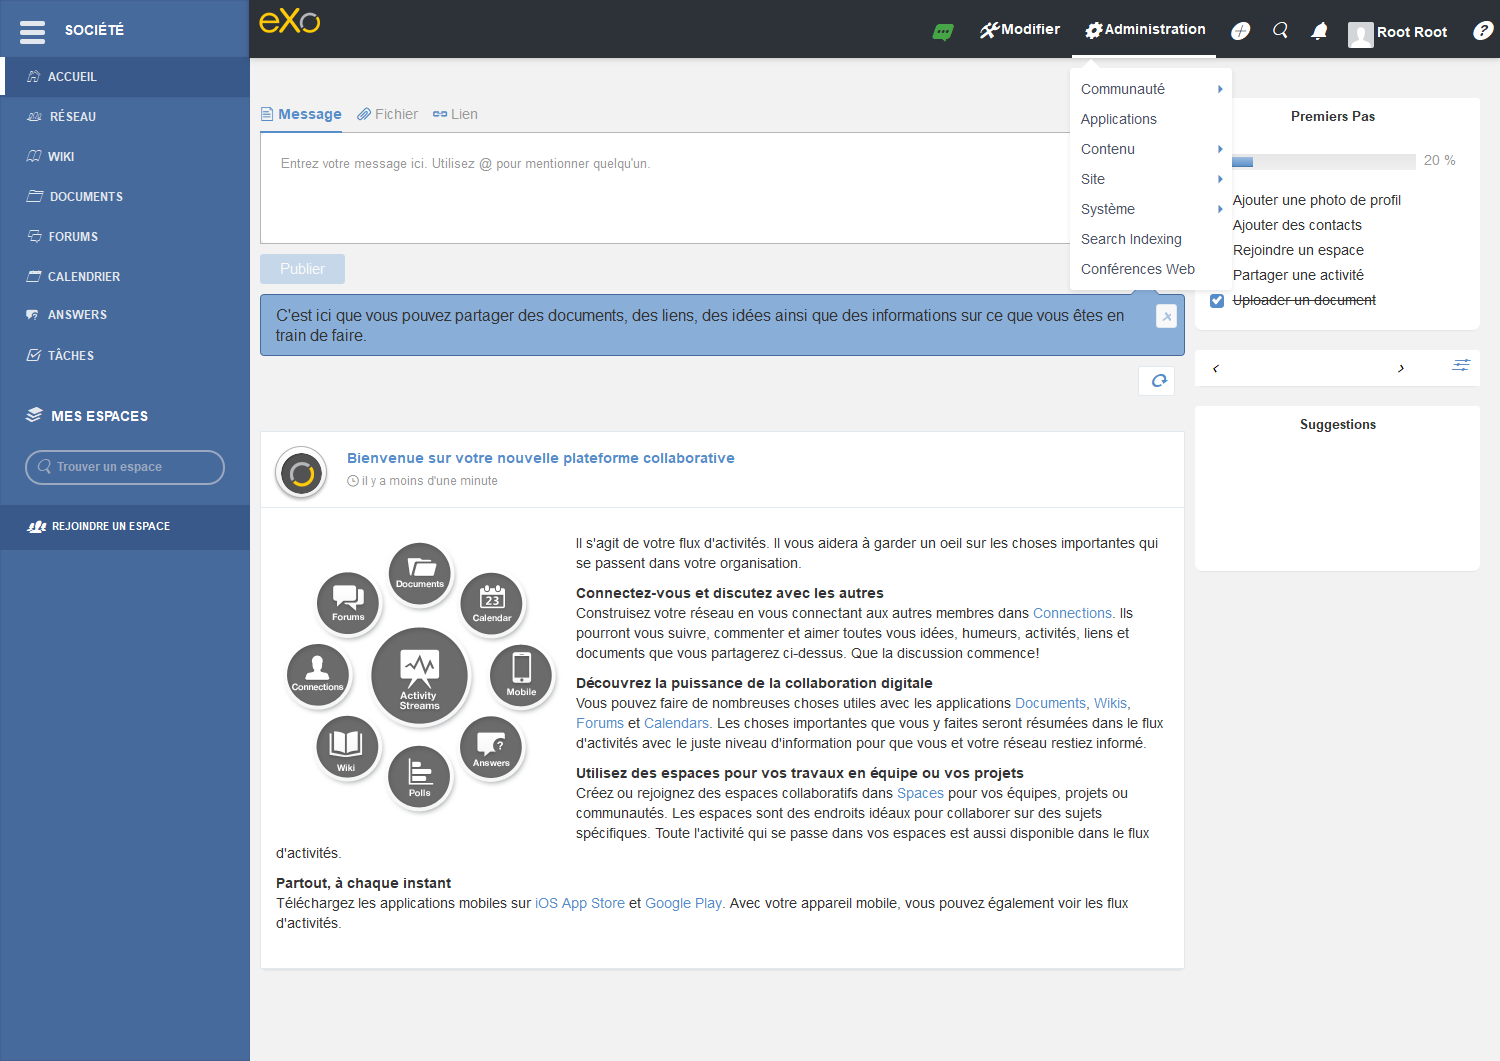 SOCIÉTÉ
eXo
Modifier
Administration
Root Root
?
ACCUEIL
RÉSEAU
WIKI
DOCUMENTS
FORUMS
CALENDRIER
ANSWERS
TÂCHES
MES ESPACES
Trouver un espace
REJOINDRE UN ESPACE
Communauté
Applications
Contenu
Site
Système
Search Indexing
Conférences Web
Message
Fichier
Lien
Entrez votre message ici. Utilisez @ pour mentionner quelqu'un.
Publier
C'est ici que vous pouvez partager des documents, des liens, des idées ainsi que des informations sur ce que vous êtes en
train de faire.
Bienvenue sur votre nouvelle plateforme collaborative
il y a moins d'une minute
Documents
Forums
23
Calendar
Connections
Activity
Streams
Mobile
Wiki
?
Answers
Polls
Il s'agit de votre flux d'activités. Il vous aidera à garder un oeil sur les choses importantes qui
se passent dans votre organisation.
Connectez-vous et discutez avec les autres
Construisez votre réseau en vous connectant aux autres membres dans Connections. Ils
pourront vous suivre, commenter et aimer toutes vous idées, humeurs, activités, liens et
documents que vous partagerez ci-dessus. Que la discussion commence!
Découvrez la puissance de la collaboration digitale
Vous pouvez faire de nombreuses choses utiles avec les applications Documents, Wikis,
Forums et Calendars. Les choses importantes que vous y faites seront résumées dans le flux
d'activités avec le juste niveau d'information pour que vous et votre réseau restiez informé.
Utilisez des espaces pour vos travaux en équipe ou vos projets
Créez ou rejoignez des espaces collaboratifs dans Spaces pour vos équipes, projets ou
communautés. Les espaces sont des endroits idéaux pour collaborer sur des sujets
spécifiques. Toute l'activité qui se passe dans vos espaces est aussi disponible dans le flux
d'activités.
Partout, à chaque instant
Téléchargez les applications mobiles sur iOS App Store et Google Play. Avec votre appareil mobile, vous pouvez également voir les flux
d'activités.
Premiers Pas
20 %
Ajouter une photo de profil
Ajouter des contacts
Rejoindre un espace
Partager une activité
Uploader un document
Suggestions